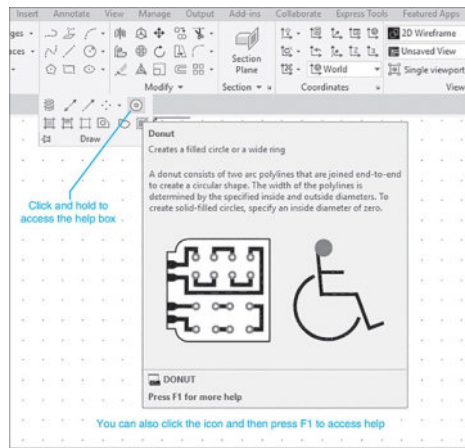 Insert Annotate View Manage Output Add-ins Collaborate Express Tools Featured Apps
ges
2D Wireframe
aces
Section
Plane
Unsaved View
World
Single viewport
Modify Section Coordinates View
Draw
Donut
Creates a filled circle or a wide ring
A donut consists of two arc polylines that are joined end-to-end
to create a circular shape. The width of the polylines is
determined by the specified inside and outside diameters. To
create solid-filled circles, specify an inside diameter of zero.
Click and hold to
access the help box
DONUT
Press F1 for more help
You can also click the icon and then press F1 to access help